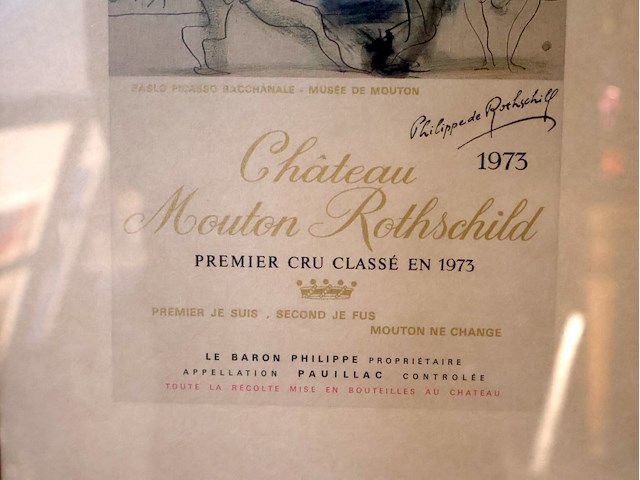 PABLO PICASSO BACCHANALE - MUSÉE DE MOUTON
Philippe de Rothschild
1973
Château
Mouton Rothschild
PREMIER CRU CLASSÉ EN 1973
PREMIER JE SUIS . SECOND JE FUS
MOUTON NE CHANGE
LE BARON PHILIPPE PROPRIÉTAIRE
APPELLATION PAUILLAC CONTROLÉE
TOUTE LA RÉCOLTE MISE EN BOUTEILLES AU CHATEAU